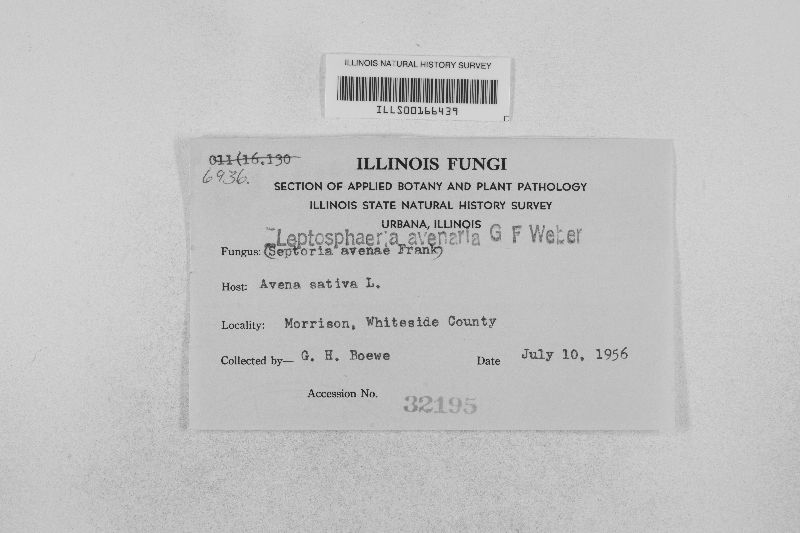 ILLINOIS NATURAL HISTORY SURVEY
ILLS00166439
011(16.130
6936.
ILLINOIS FUNGI
SECTION OF APPLIED BOTANY AND PLANT PATHOLOGY
ILLINOIS STATE NATURAL HISTORY SURVEY
URBANA, ILLINOIS
Leptosphaeria avenaria G F Weber
Fungus: (Septoria avenae Frank)
Host: Avena sativa L.
Locality: Morrison, Whiteside County
Collected by— G. H. Boewe Date July 10, 1956
Accession No. 32195